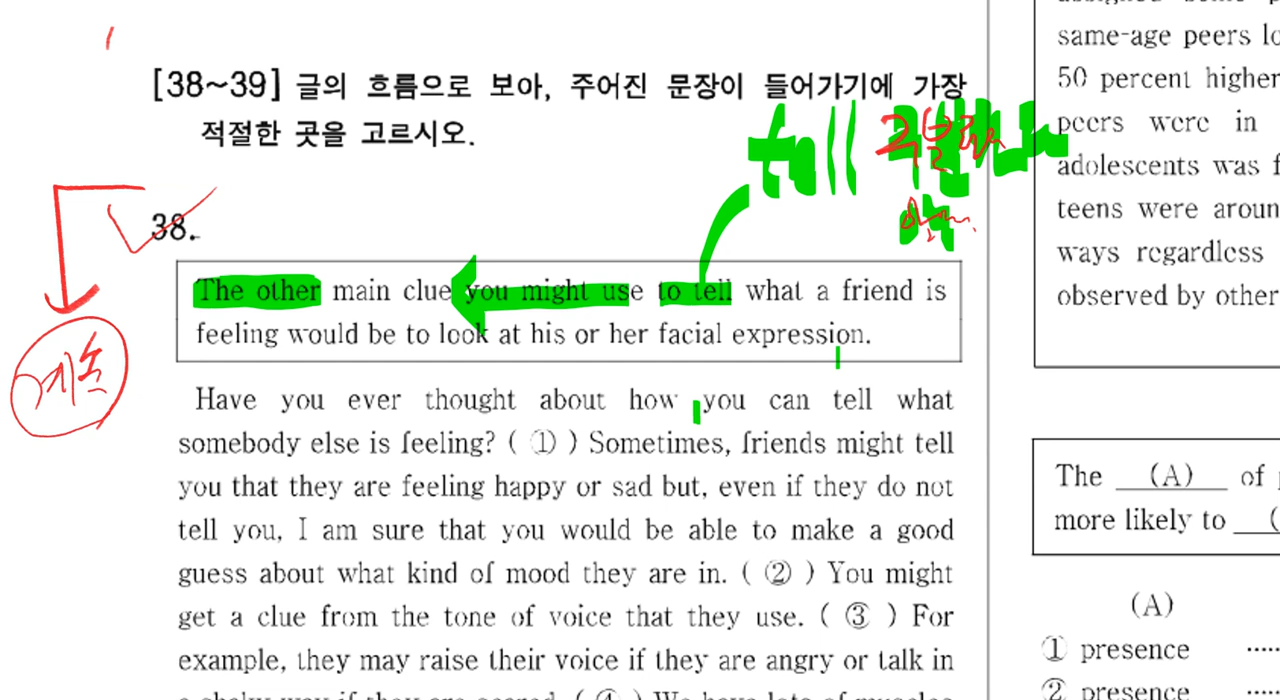 [38~39] 글의 흐름으로 보아, 주어진 문장이 들어가기에 가장
적절한 곳을 고르시오.
tell
38.
The other main clue you might use to tell what a friend is
feeling would be to look at his or her facial expression.
Have you ever thought about how you can tell what
somebody else is feeling? ( ① ) Sometimes, friends might tell
you that they are feeling happy or sad but, even if they do not
tell you, I am sure that you would be able to make a good
guess about what kind of mood they are in. ( ② ) You might
get a clue from the tone of voice that they use. ( ③ ) For
example, they may raise their voice if they are angry or talk in
same-age peers
50 percent higher
peers were in
adolescents was
teens were
ways regardless
observed by other
The (A) of
more likely to
(A)
① presence
② presence